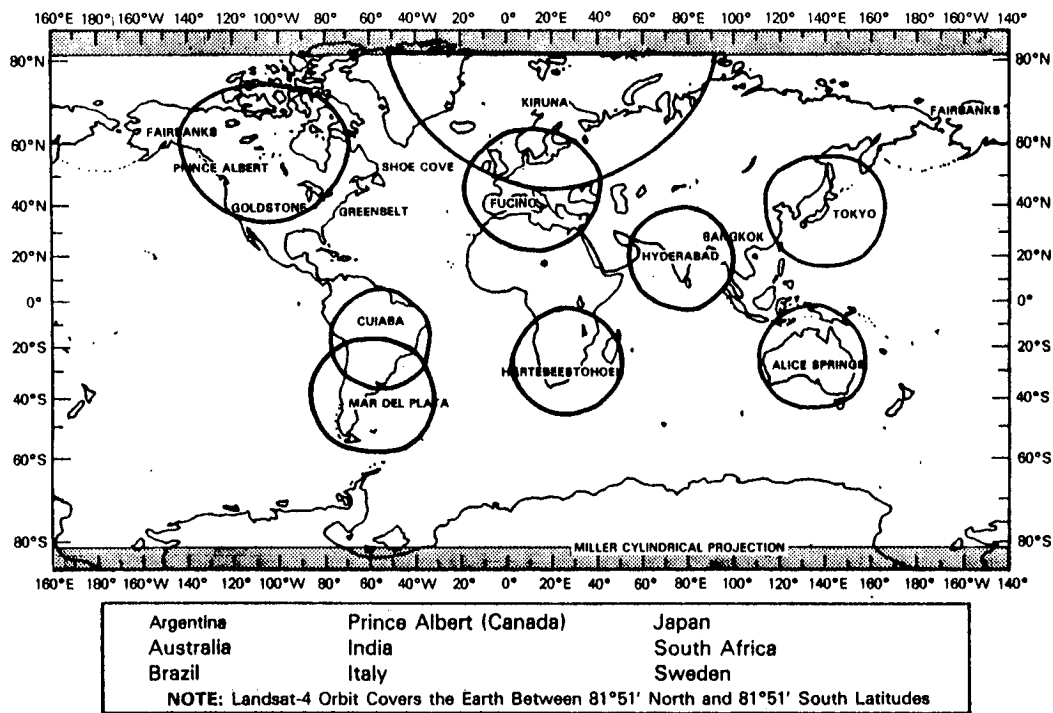 160°E 180° 160°W 140° 120° 100°W 80° 60° 40° 20° 0° 20° 40° 60° 80° 100° 120° 140° 160° 180° 160°W 140°
80°N 80°N
KIRUNA
FAIRBANKS FAIRBANKS
60°N 60°N
PRINCE ALBERT SHOE COVE
40°N GOLDSTONE GREENBELT FUCINO TOKYO 40°N
BANGKOK
20°N HYDERABAD 20°N
0° 0°
CUIABA
20°S 20°S
HARTEBEESTOHOEK ALICE SPRINGS
40°S MAR DEL PLATA 40°S
60°S 60°S
80°S MILLER CYLINDRICAL PROJECTION 80°S
160°E 180° 160°W 140° 120° 100°W 80° 60° 40° 20° 0° 20° 40° 60° 80° 100° 120° 140° 160° 180° 160°W 140°
Argentina Prince Albert (Canada) Japan
Australia India South Africa
Brazil Italy Sweden
NOTE: Landsat-4 Orbit Covers the Earth Between 81°51' North and 81°51' South Latitudes